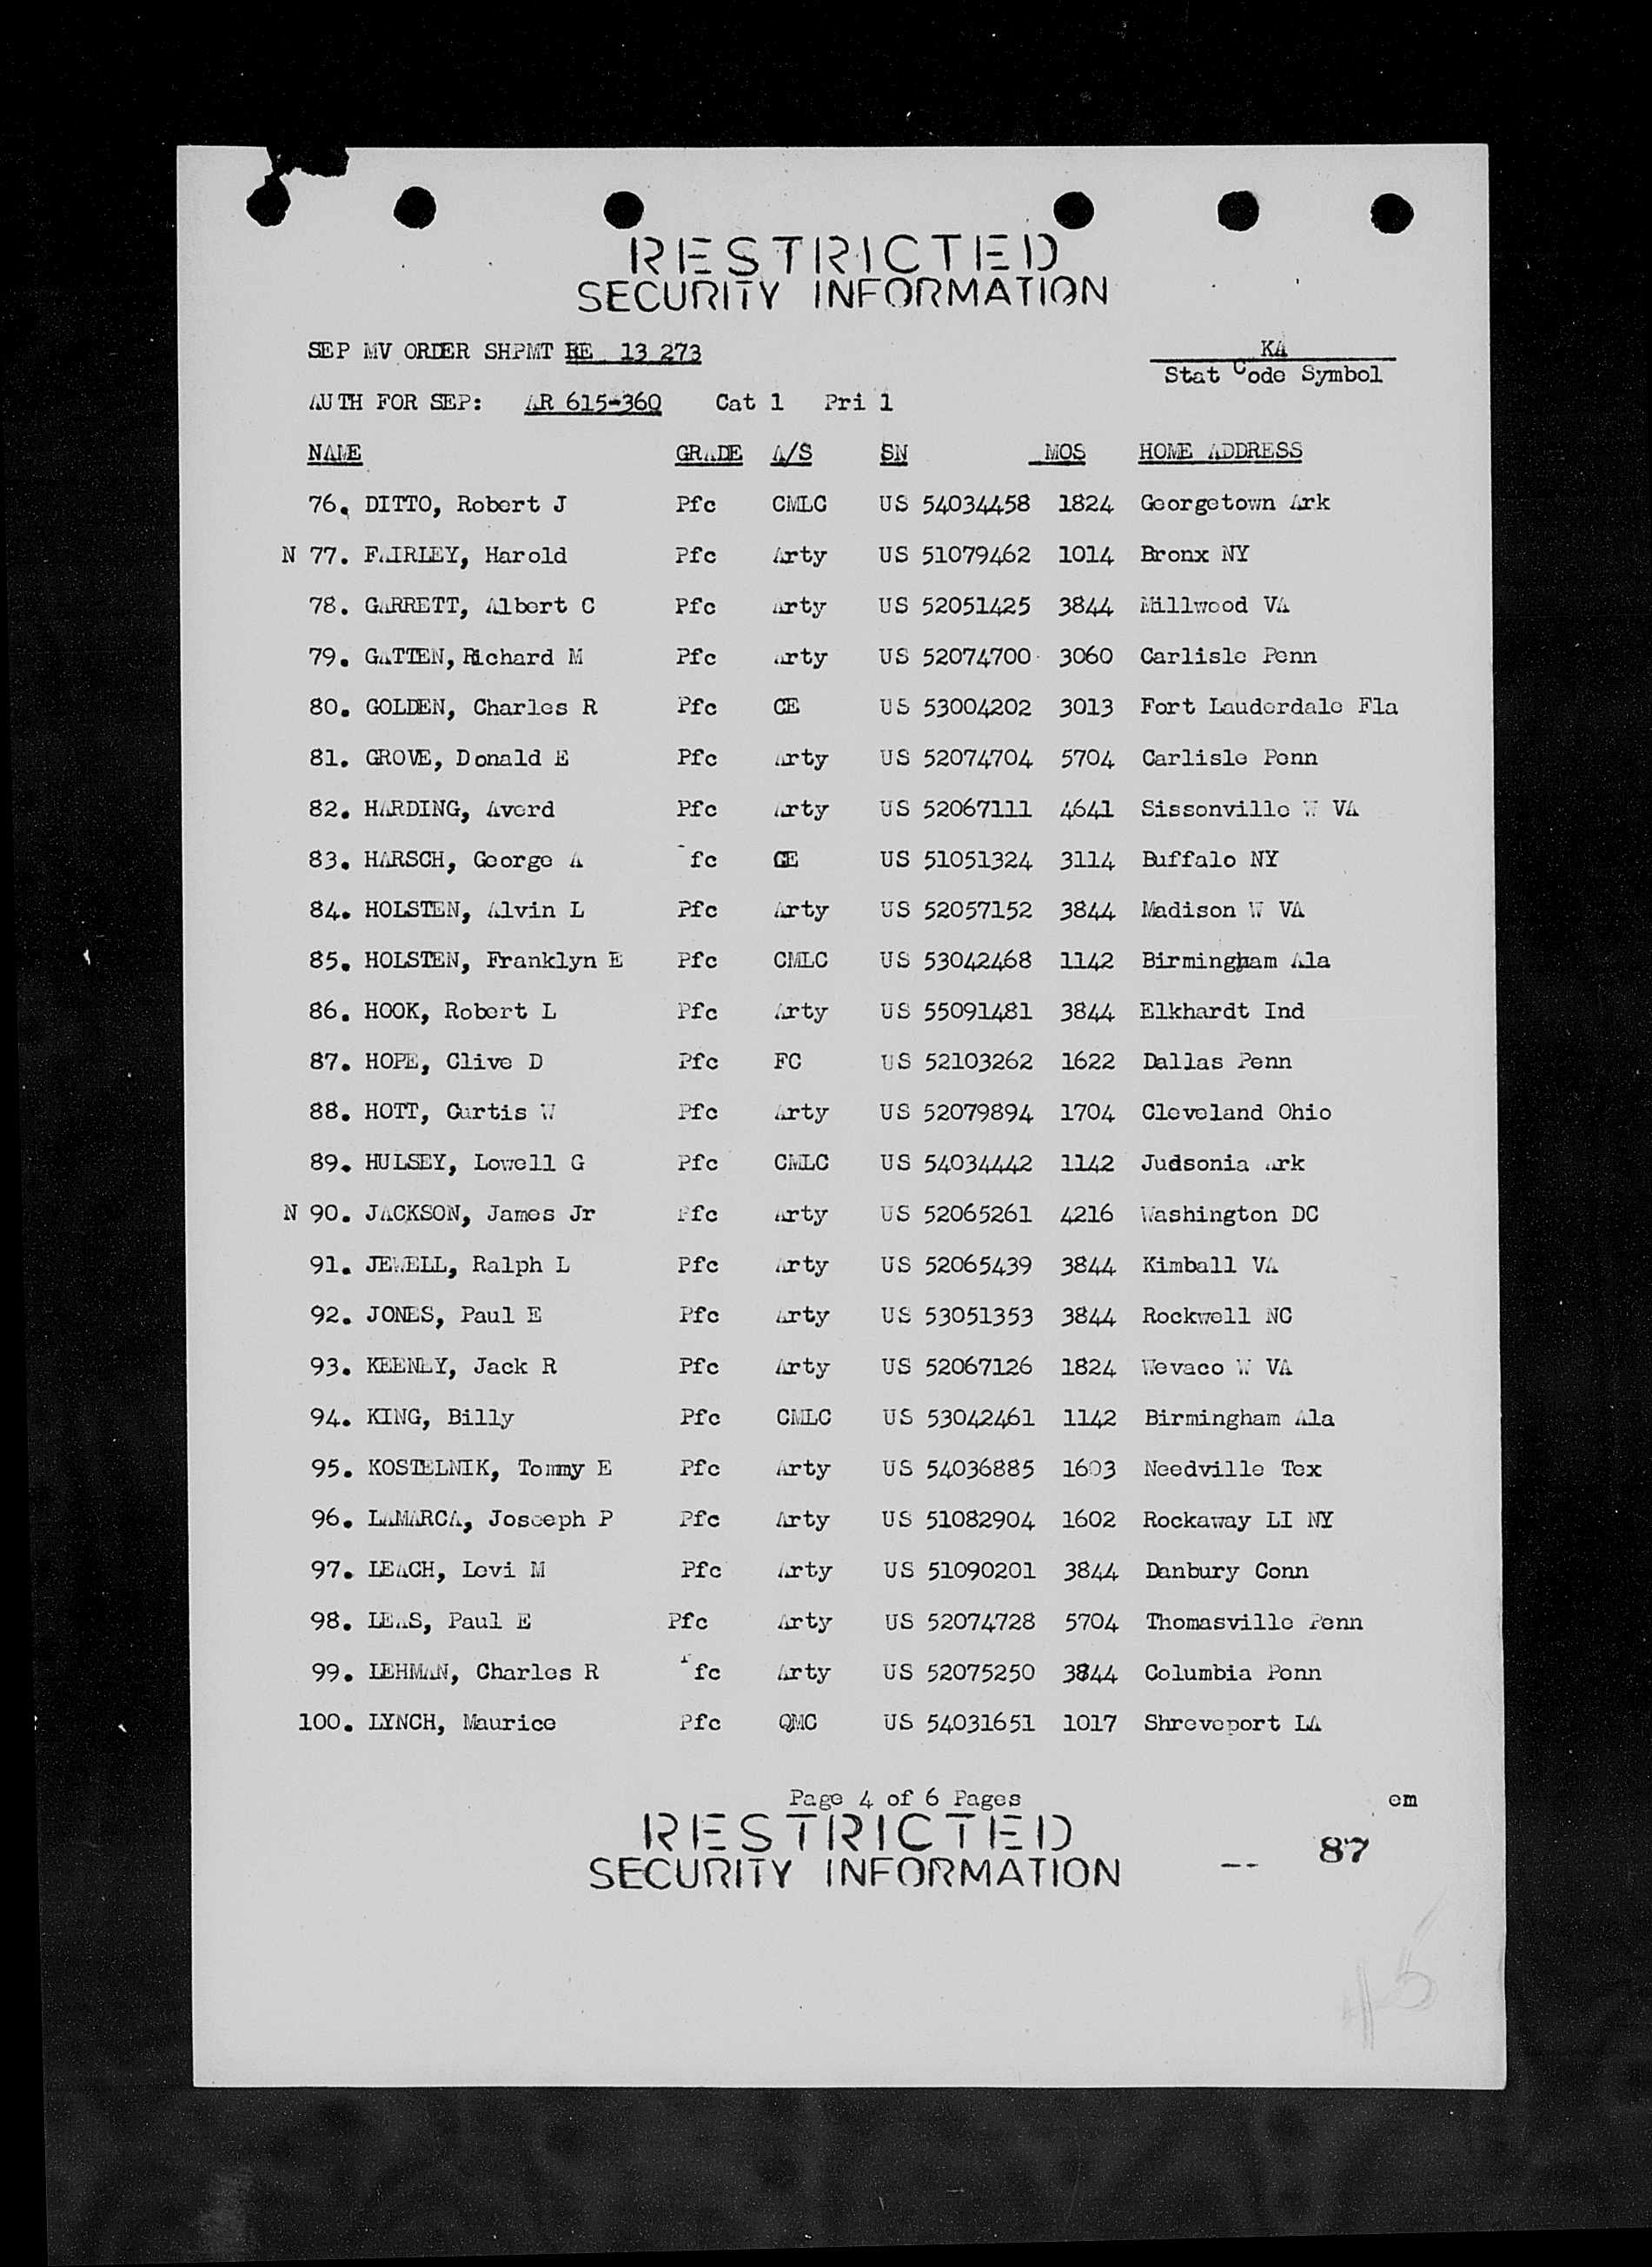 RESTRICTED
SECURITY INFORMATION
SEP MV ORDER SHPMT RE 13 273 KA
Stat Code Symbol
AUTH FOR SEP: AR 615-360 Cat 1 Pri 1
NAME GRADE A/S SN MOS HOME ADDRESS
76. DITTO, Robert J Pfc CMLC US 54034458 1824 Georgetown Ark
N 77. FAIRLEY, Harold Pfc Arty US 51079462 1014 Bronx NY
78. GARRETT, Albert C Pfc Arty US 52051425 3844 Millwood VA
79. GATTEN, Richard M Pfc Arty US 52074700 3060 Carlisle Penn
80. GOLDEN, Charles R Pfc CE US 53004202 3013 Fort Lauderdale Fla
81. GROVE, Donald E Pfc Arty US 52074704 5704 Carlisle Penn
82. HARDING, Averd Pfc Arty US 52067111 4641 Sissonville W VA
83. HARSCH, George A Pfc CE US 51051324 3114 Buffalo NY
84. HOLSTEN, Alvin L Pfc Arty US 52057152 3844 Madison W VA
85. HOLSTEN, Franklyn E Pfc CMLC US 53042468 1142 Birmingham Ala
86. HOOK, Robert L Pfc Arty US 55091481 3844 Elkhardt Ind
87. HOPE, Clive D Pfc FC US 52103262 1622 Dallas Penn
88. HOTT, Curtis W Pfc Arty US 52079894 1704 Cleveland Ohio
89. HULSEY, Lowell G Pfc CMLC US 54034442 1142 Judsonia Ark
N 90. JACKSON, James Jr Pfc Arty US 52065261 4216 Washington DC
91. JEWELL, Ralph L Pfc Arty US 52065439 3844 Kimball VA
92. JONES, Paul E Pfc Arty US 53051353 3844 Rockwell NC
93. KEENEY, Jack R Pfc Arty US 52067126 1824 Wevaco W VA
94. KING, Billy Pfc CMLC US 53042461 1142 Birmingham Ala
95. KOSTELNIK, Tommy E Pfc Arty US 54036885 1603 Needville Tex
96. LAMARCA, Joseeph P Pfc Arty US 51082904 1602 Rockaway LI NY
97. LEACH, Levi M Pfc Arty US 51090201 3844 Danbury Conn
98. LEAS, Paul E Pfc Arty US 52074728 5704 Thomasville Penn
99. LEHMAN, Charles R Pfc Arty US 52075250 3844 Columbia Penn
100. LYNCH, Maurice Pfc QMC US 54031651 1017 Shreveport LA
Page 4 of 6 Pages em
RESTRICTED
SECURITY INFORMATION -- 87